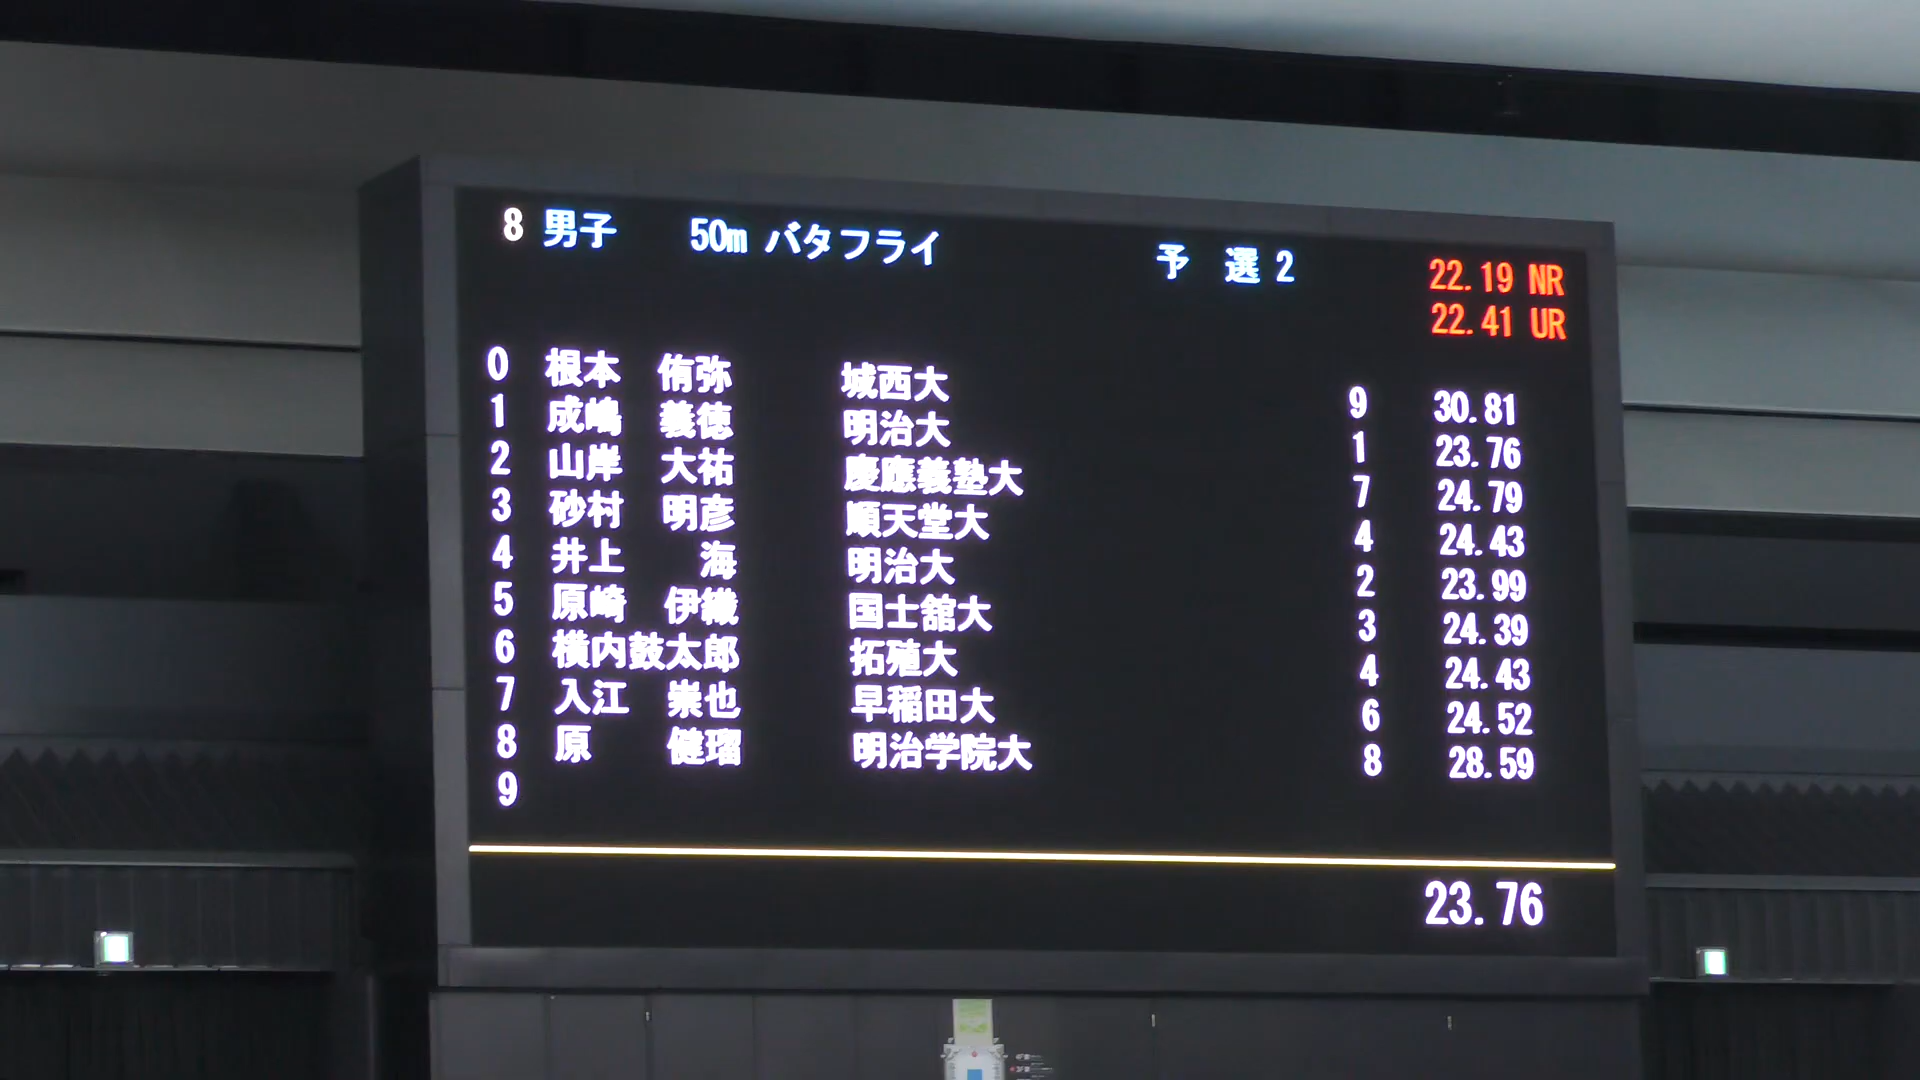 8 男子 50m バタフライ 予 選 2 22.19 NR
22.41 UR
0 根本 侑弥 城西大 9 30.81
1 成嶋 義徳 明治大 1 23.76
2 山岸 大祐 慶應義塾大 7 24.79
3 砂村 明彦 順天堂大 4 24.43
4 井上 海 明治大 2 23.99
5 原崎 伊織 国士舘大 3 24.39
6 横内鼓太郎 拓殖大 4 24.43
7 入江 崇也 早稲田大 6 24.52
8 原 健瑠 明治学院大 8 28.59
9
23.76